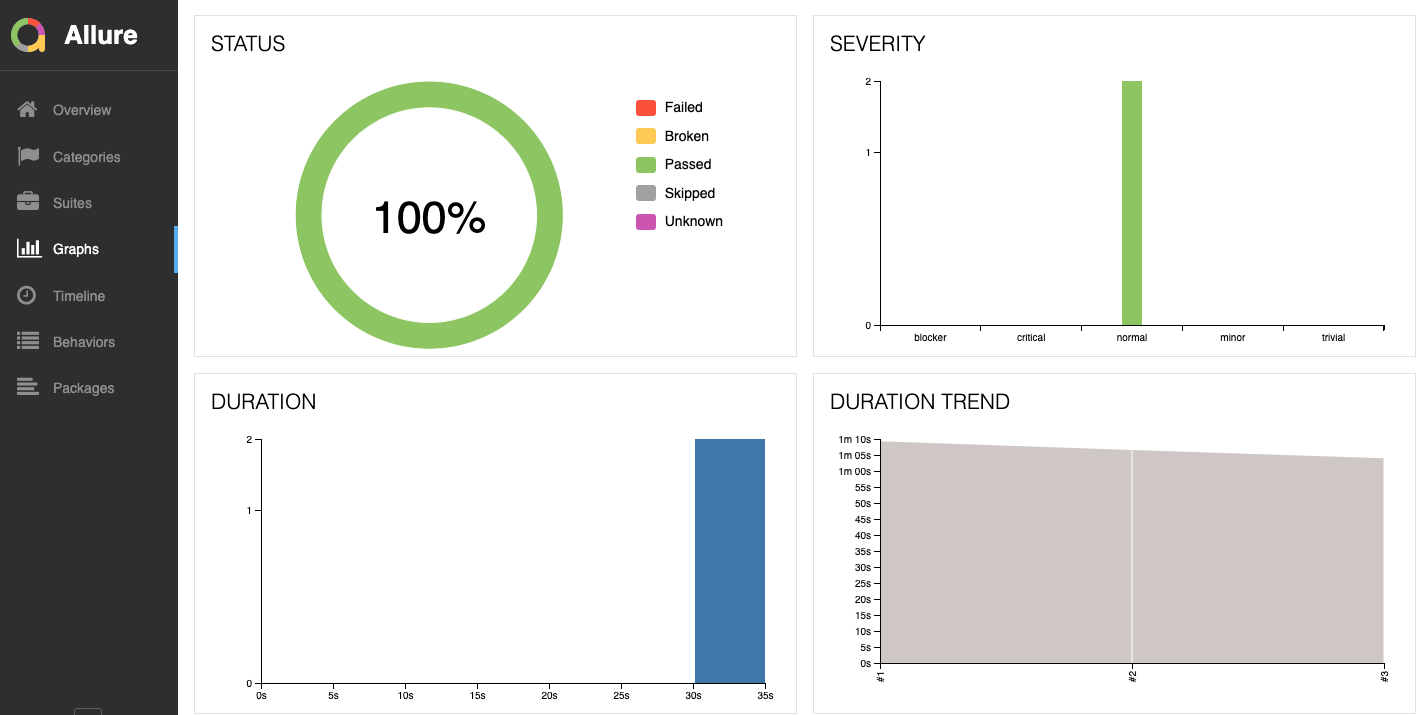 Allure
Overview
Categories
Suites
Graphs
Timeline
Behaviors
Packages
STATUS
100%
Failed
Broken
Passed
Skipped
Unknown
SEVERITY
2
1
0
blocker critical normal minor trivial
DURATION
2
1
0
0s 5s 10s 15s 20s 25s 30s 35s
DURATION TREND
1m 10s
1m 05s
1m 00s
55s
50s
45s
40s
35s
30s
25s
20s
15s
10s
5s
0s
#1 #2 #3